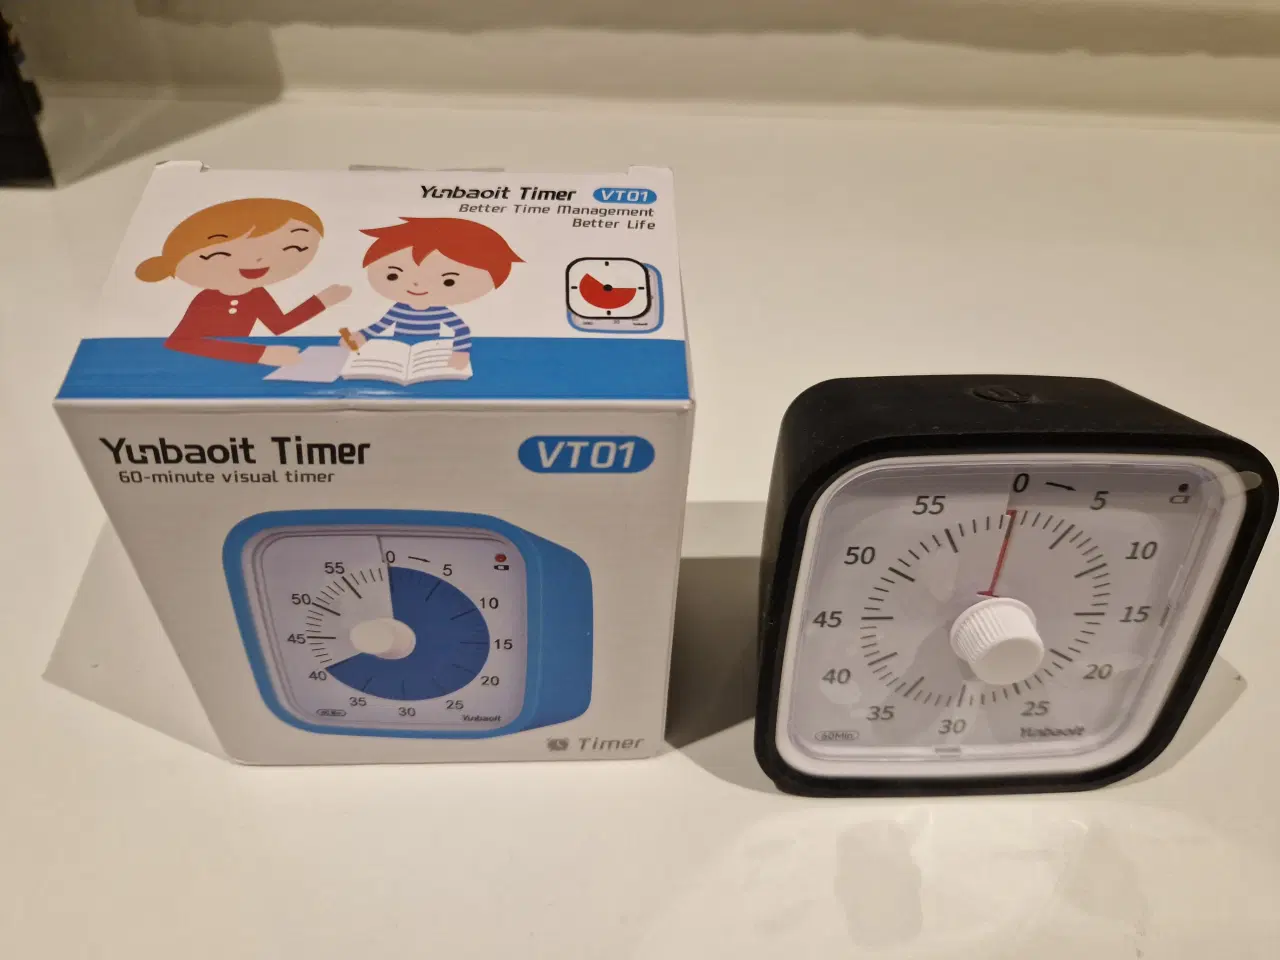 Yunbaoit Timer VT01
Better Time Management
Better Life
Yunbaoit Timer VT01
60-minute visual timer
0
5
10
15
20
25
30
35
40
45
50
55
Yunbaoit
Timer
0
5
10
15
20
25
30
35
40
45
50
55
60Min
Yunbaoit